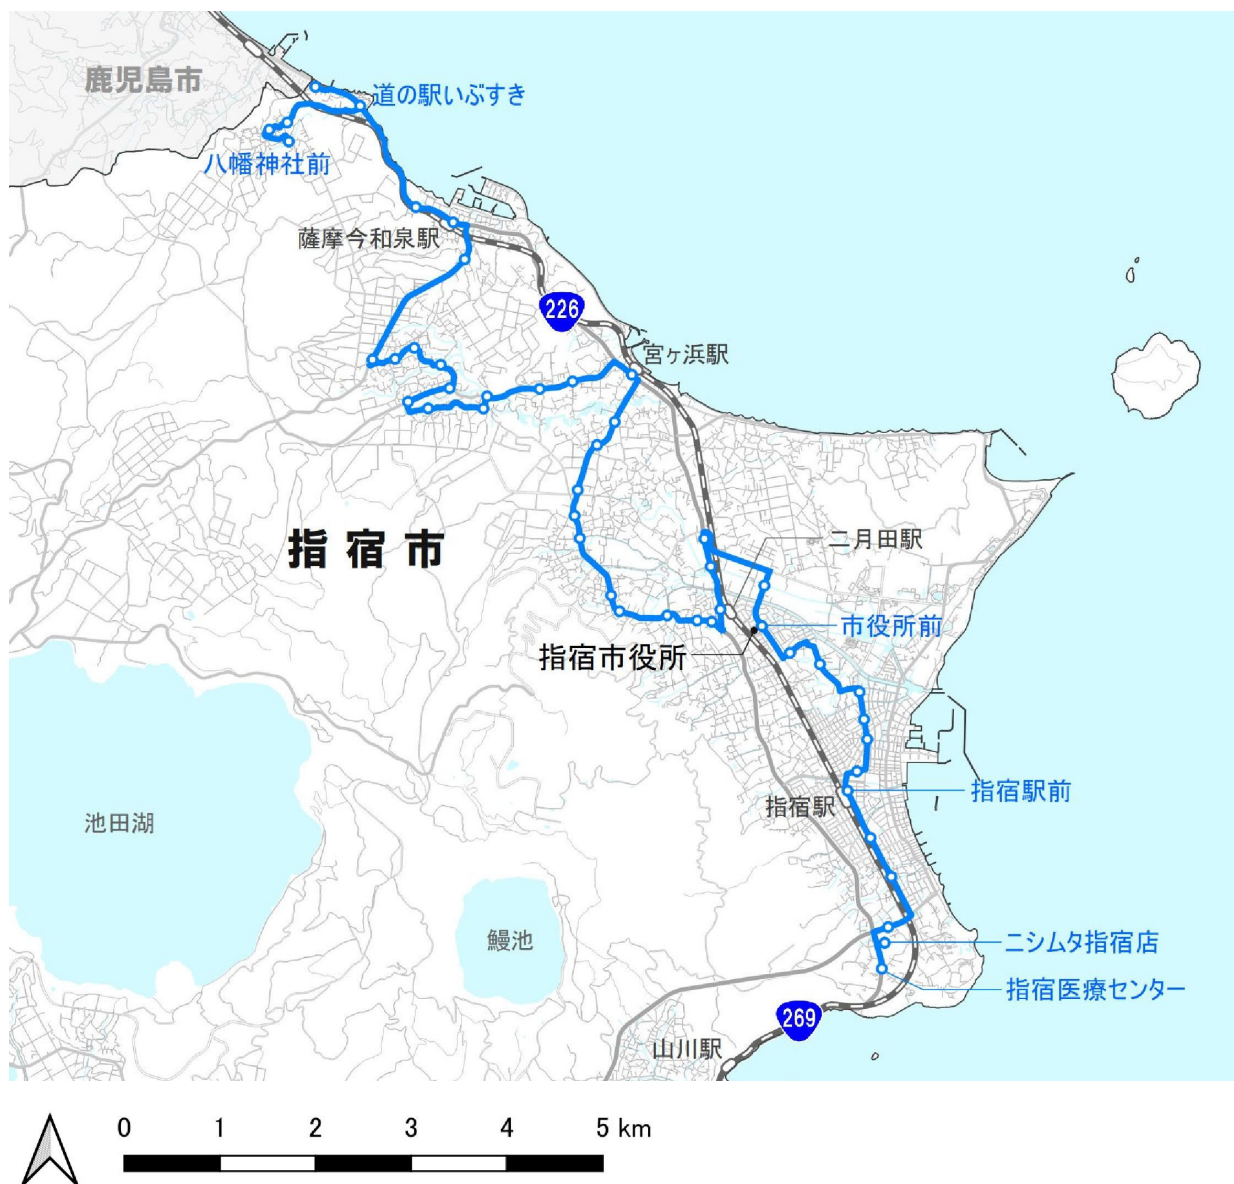 鹿児島市
道の駅いぶすき
八幡神社前
薩摩今和泉駅
226
宮ヶ浜駅
指宿市
二月田駅
市役所前
指宿市役所
指宿駅前
指宿駅
池田湖
鰻池
ニシムタ指宿店
指宿医療センター
269
山川駅
0 1 2 3 4 5 km